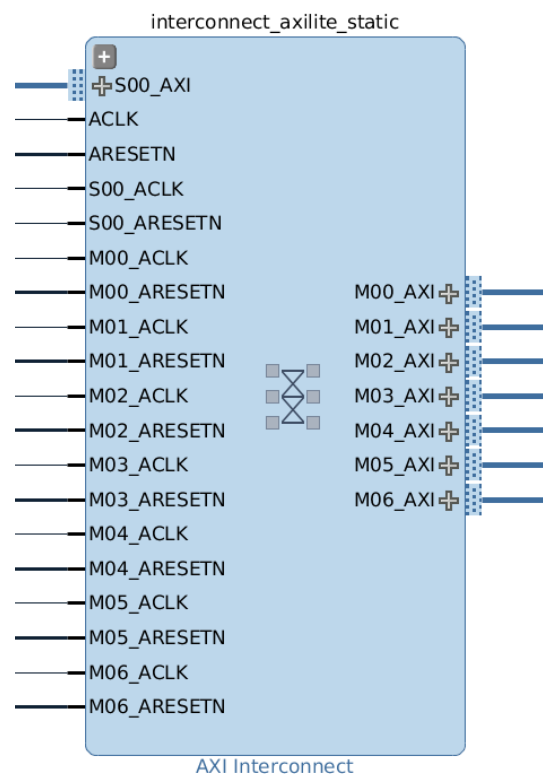 interconnect_axilite_static
S00_AXI
ACLK
ARESETN
S00_ACLK
S00_ARESETN
M00_ACLK
M00_ARESETN
M00_AXI
M01_ACLK
M01_AXI
M01_ARESETN
M02_AXI
M02_ACLK
M03_AXI
M02_ARESETN
M04_AXI
M03_ACLK
M05_AXI
M03_ARESETN
M06_AXI
M04_ACLK
M04_ARESETN
M05_ACLK
M05_ARESETN
M06_ACLK
M06_ARESETN
AXI Interconnect